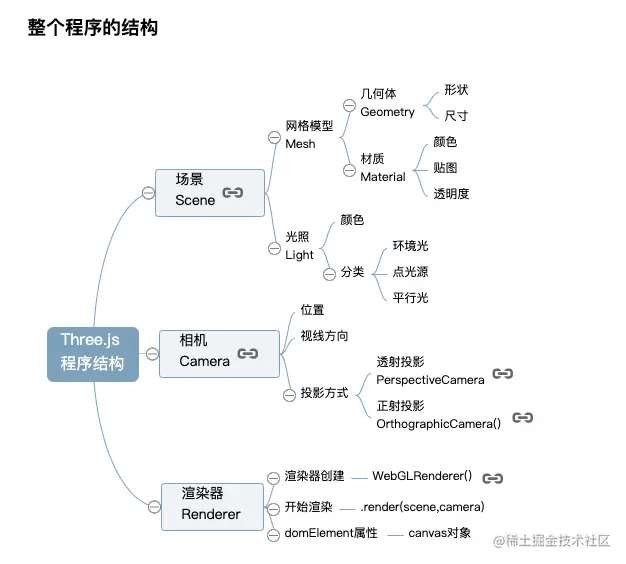 整个程序的结构
Three.js
程序结构
场景
Scene
网格模型
Mesh
几何体
Geometry
形状
尺寸
材质
Material
颜色
贴图
透明度
光照
Light
颜色
分类
环境光
点光源
平行光
相机
Camera
位置
视线方向
投影方式
透射投影
PerspectiveCamera
正射投影
OrthographicCamera()
渲染器
Renderer
渲染器创建
WebGLRenderer()
开始渲染
.render(scene,camera)
domElement属性
canvas对象
@稀土掘金技术社区